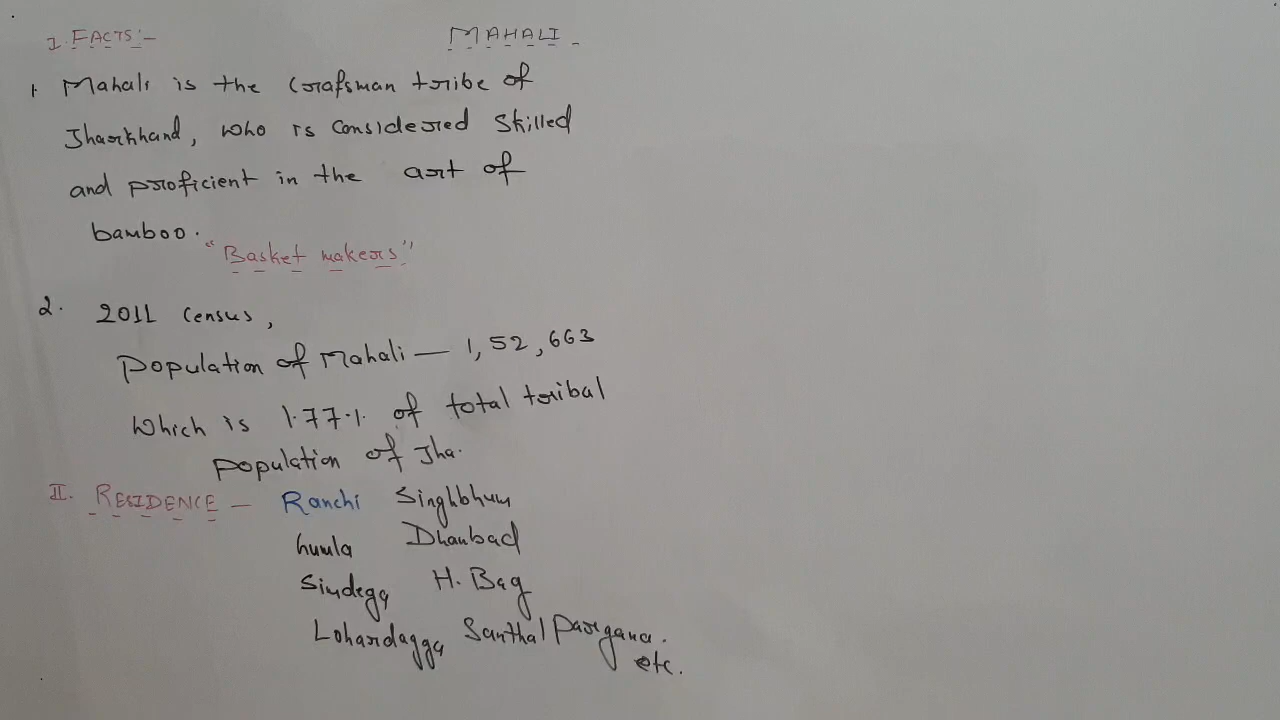 MAHALI
I. FACTS:-
1. Mahali is the Crafsman tribe of
Jharkhand, who is considered skilled
and proficient in the art of
bamboo.
"Basket makers"
2. 2011 census,
Population of Mahali — 1,52,663
Which is 1.77% of total tribal
population of Jha.
II. RESIDENCE — Ranchi Singhbhum
Gumla Dhanbad
Simdega H. Bag
Lohardagga Santhal Pargana.
etc.